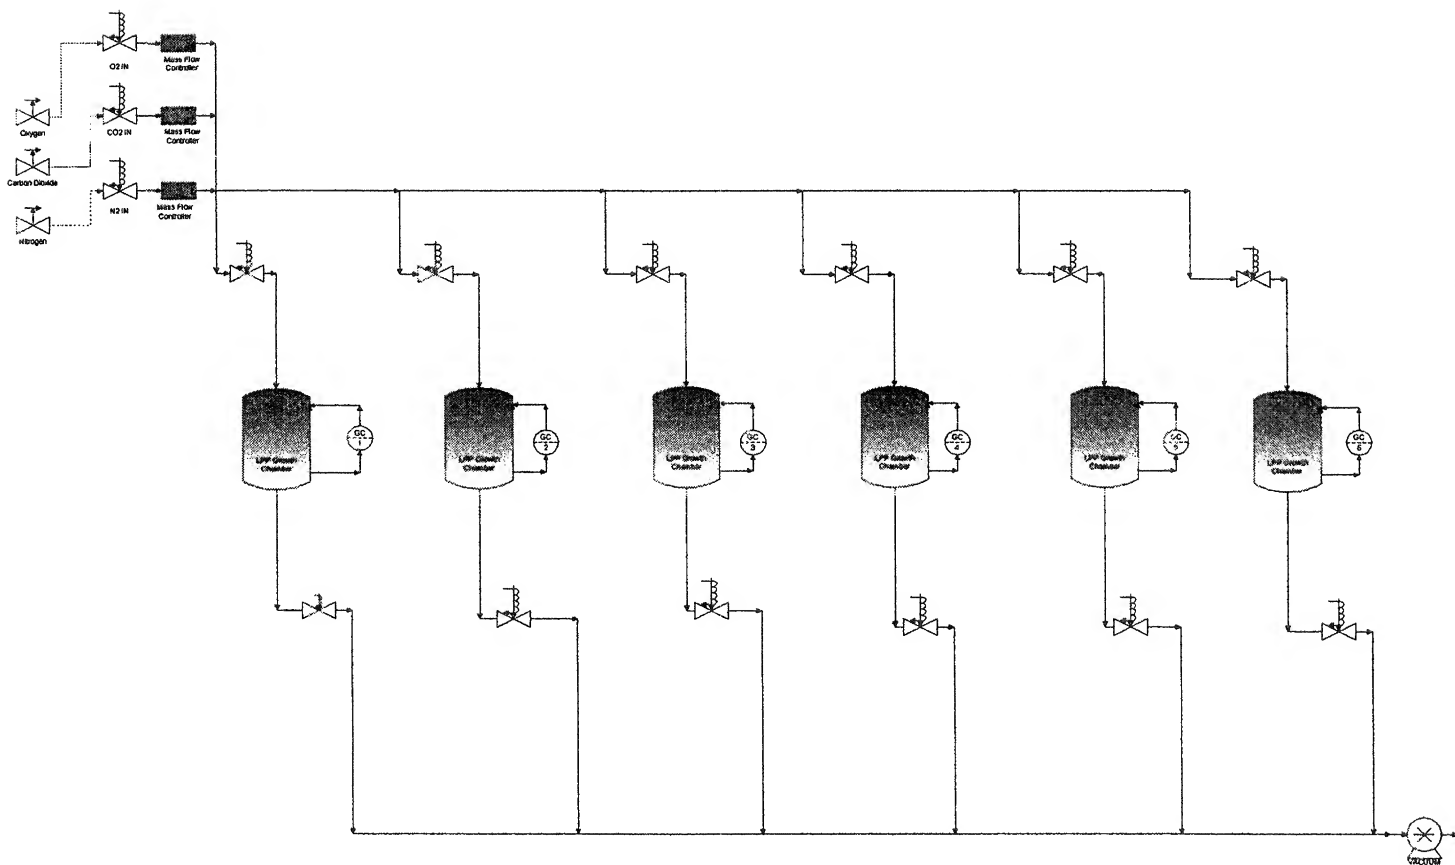 O2 IN
Mass Flow
Controller
Oxygen
CO2 IN
Mass Flow
Controller
Carbon Dioxide
N2 IN
Mass Flow
Controller
Nitrogen
LPP Growth
Chamber
GC
1
LPP Growth
Chamber
GC
2
LPP Growth
Chamber
GC
3
LPP Growth
Chamber
GC
4
LPP Growth
Chamber
GC
5
LPP Growth
Chamber
GC
6
VACUUM